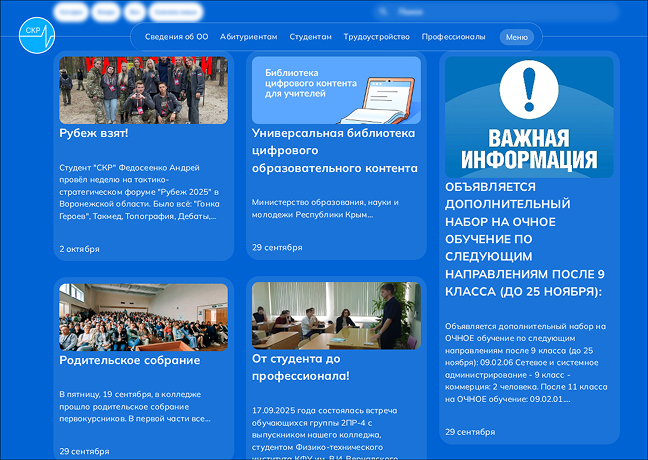 СКР
Сведения об ОО Абитуриентам Студентам Трудоустройство Профессионалы Меню
Рубеж взят!
Студент "СКР" Федосеенко Андрей
провёл неделю на тактико-
стратегическом форуме "Рубеж 2025" в
Воронежской области. Было всё: "Гонка
Героев", Такмед, Топография, Дебаты,...
2 октября
Библиотека
цифрового контента
для учителей
Универсальная библиотека
цифрового
образовательного контента
Министерство образования, науки и
молодежи Республики Крым...
29 сентября
ВАЖНАЯ
ИНФОРМАЦИЯ
ОБЪЯВЛЯЕТСЯ
ДОПОЛНИТЕЛЬНЫЙ
НАБОР НА ОЧНОЕ
ОБУЧЕНИЕ ПО
СЛЕДУЮЩИМ
НАПРАВЛЕНИЯМ ПОСЛЕ 9
КЛАССА (ДО 25 НОЯБРЯ):
Объявляется дополнительный набор на
ОЧНОЕ обучение по следующим
направлениям после 9 класса (до 25
ноября): 09.02.06 Сетевое и системное
администрирование - 9 класс -
коммерция: 2 человека. После 11 класса
на ОЧНОЕ обучение: 09.02.01....
29 сентября
Родительское собрание
В пятницу, 19 сентября, в колледже
прошло родительское собрание
первокурсников. В первой части все...
29 сентября
От студента до
профессионала!
17.09.2025 года состоялась встреча
обучающихся группы 2ПР-4 с
выпускником нашего колледжа,
студентом Физико-технического
института КФУ им. В.И. Вернадского